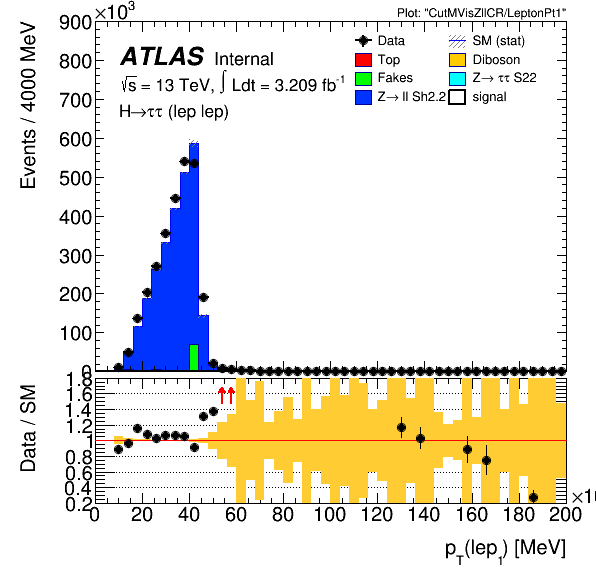 Plot: "CutMVisZllCR/LeptonPt1"
×10³
Events / 4000 MeV
900
800
700
600
500
400
300
200
100
0
ATLAS Internal
√s = 13 TeV, ∫ Ldt = 3.209 fb⁻¹
H→ττ (lep lep)
Data
Top
Fakes
Z→ ll Sh2.2
SM (stat)
Diboson
Z→ ττ S22
signal
Data / SM
1.8
1.6
1.4
1.2
1
0.8
0.6
0.4
0.2
0 20 40 60 80 100 120 140 160 180 200
×1
p_T(lep_1) [MeV]